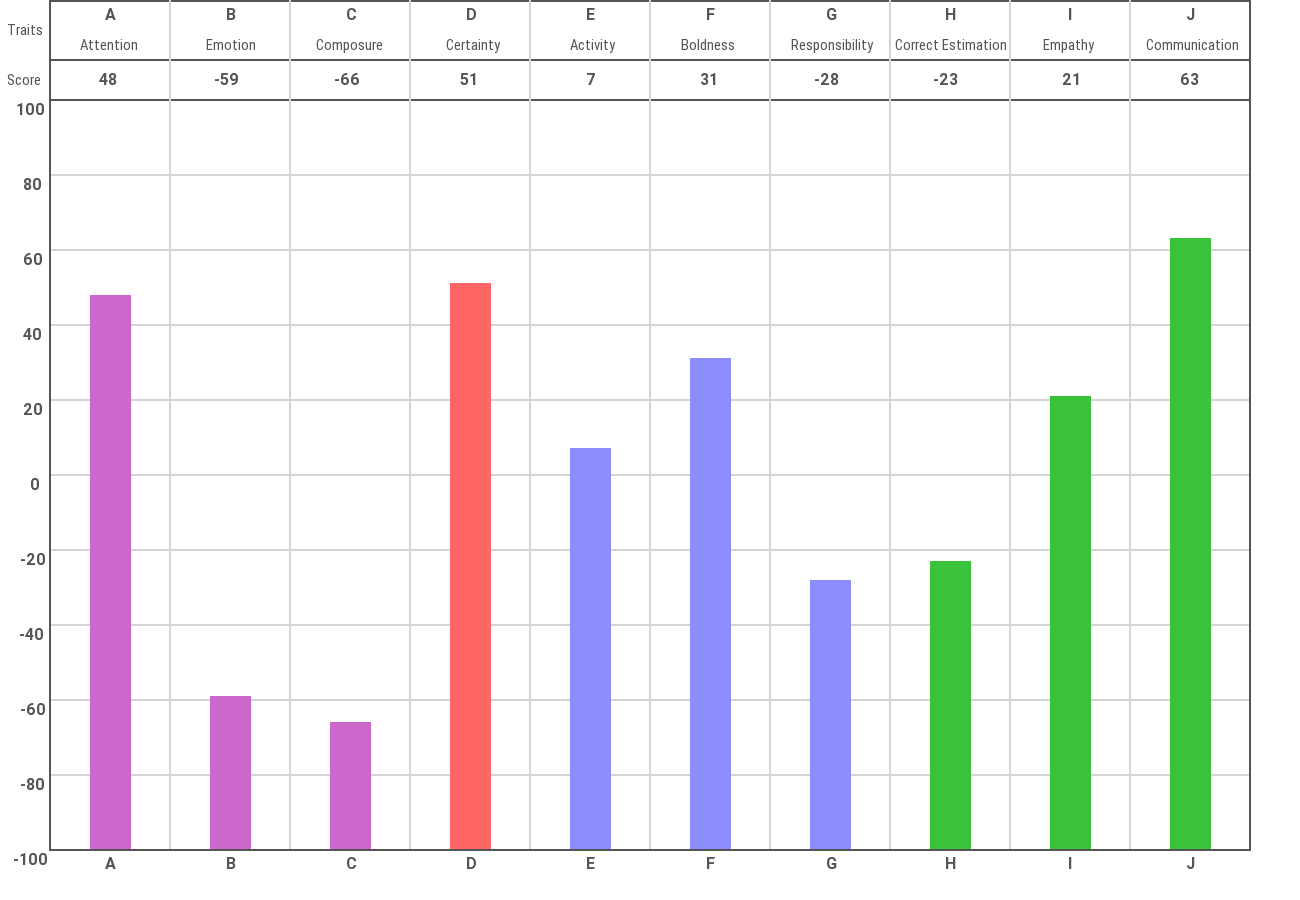 A B C D E F G H I J
Traits
Attention Emotion Composure Certainty Activity Boldness Responsibility Correct Estimation Empathy Communication
Score 48 -59 -66 51 7 31 -28 -23 21 63
100
80
60
40
20
0
-20
-40
-60
-80
-100
A B C D E F G H I J